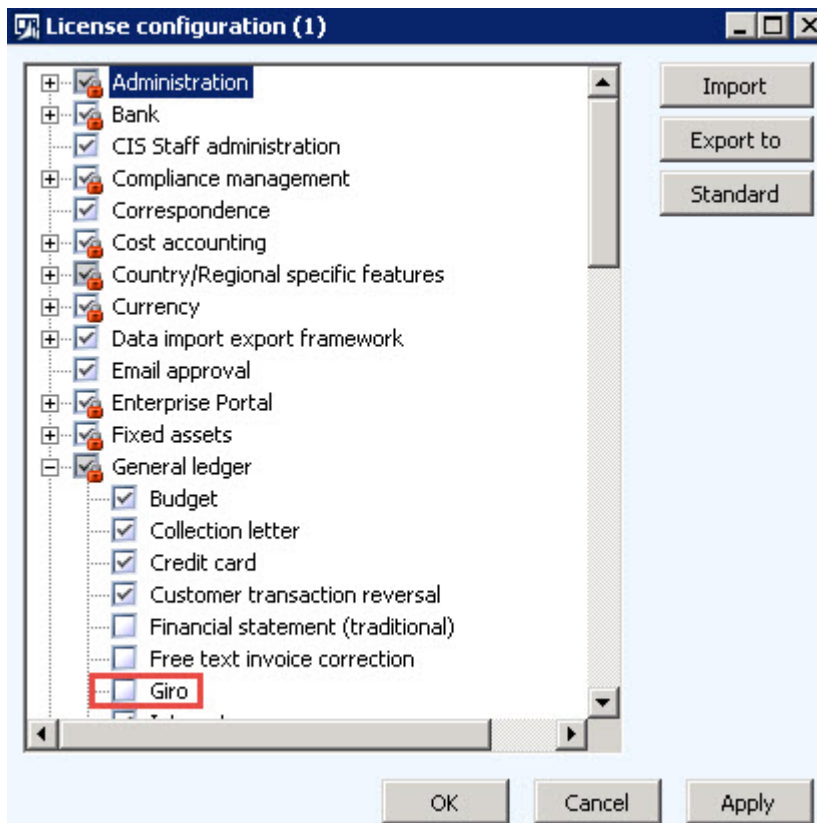 License configuration (1)
Administration
Bank
CIS Staff administration
Compliance management
Correspondence
Cost accounting
Country/Regional specific features
Currency
Data import export framework
Email approval
Enterprise Portal
Fixed assets
General ledger
Budget
Collection letter
Credit card
Customer transaction reversal
Financial statement (traditional)
Free text invoice correction
Giro
Import
Export to
Standard
OK
Cancel
Apply